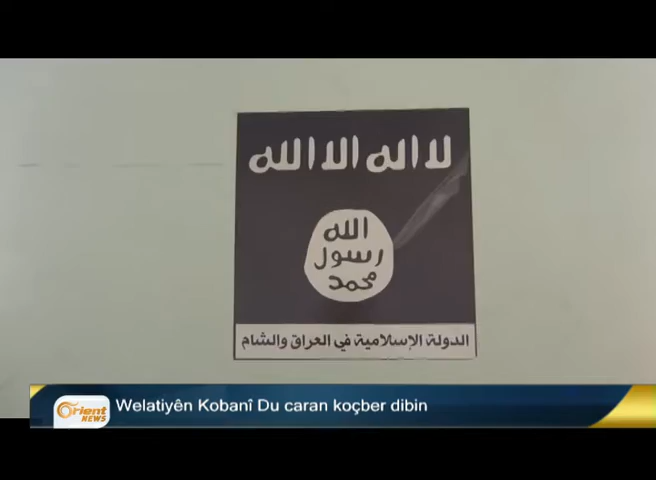 لا اله الا الله
الله
رسول
محمد
الدولة الإسلامية في العراق والشام
Orient NEWS
Welatiyên Kobanî Du caran koçber dibin